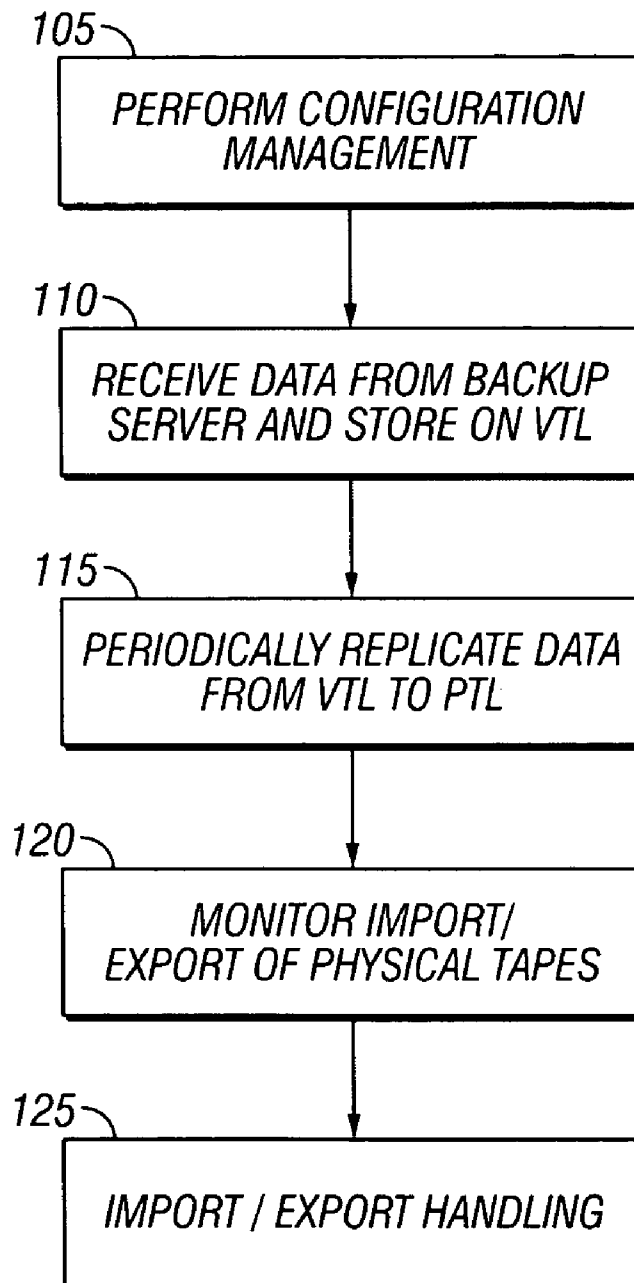 105
PERFORM CONFIGURATION
MANAGEMENT
110
RECEIVE DATA FROM BACKUP
SERVER AND STORE ON VTL
115
PERIODICALLY REPLICATE DATA
FROM VTL TO PTL
120
MONITOR IMPORT/
EXPORT OF PHYSICAL TAPES
125
IMPORT / EXPORT HANDLING